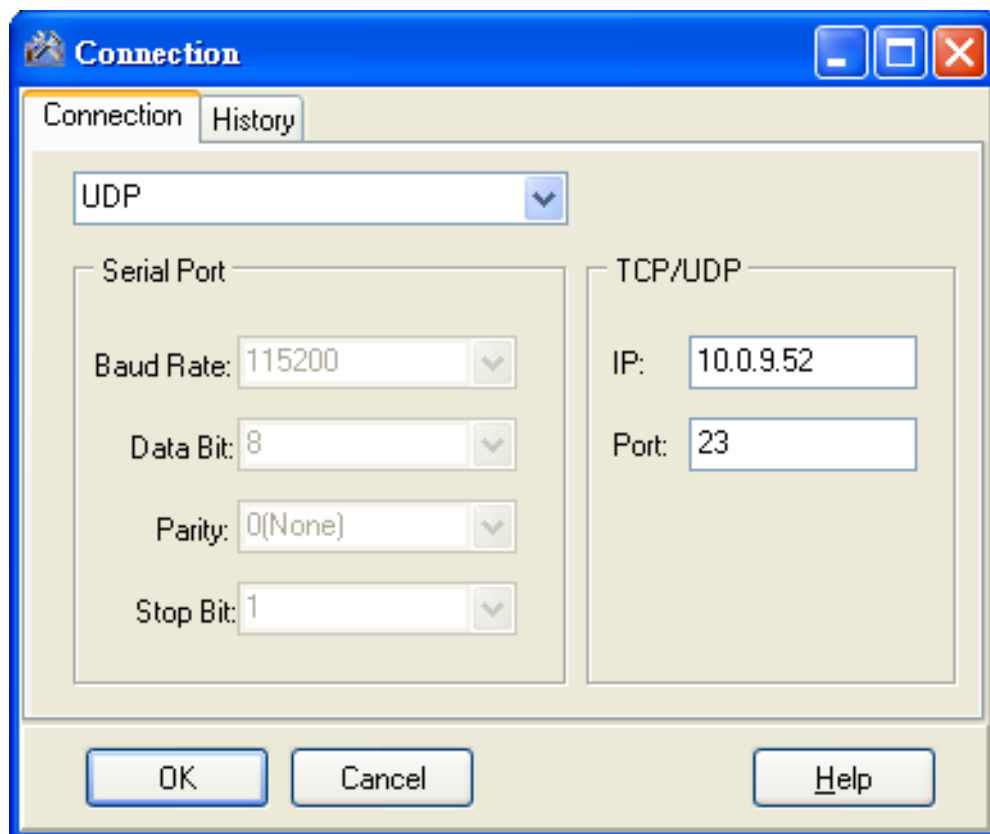 Connection
Connection History
UDP
Serial Port
Baud Rate: 115200
Data Bit: 8
Parity: 0(None)
Stop Bit: 1
TCP/UDP
IP: 10.0.9.52
Port: 23
OK Cancel Help